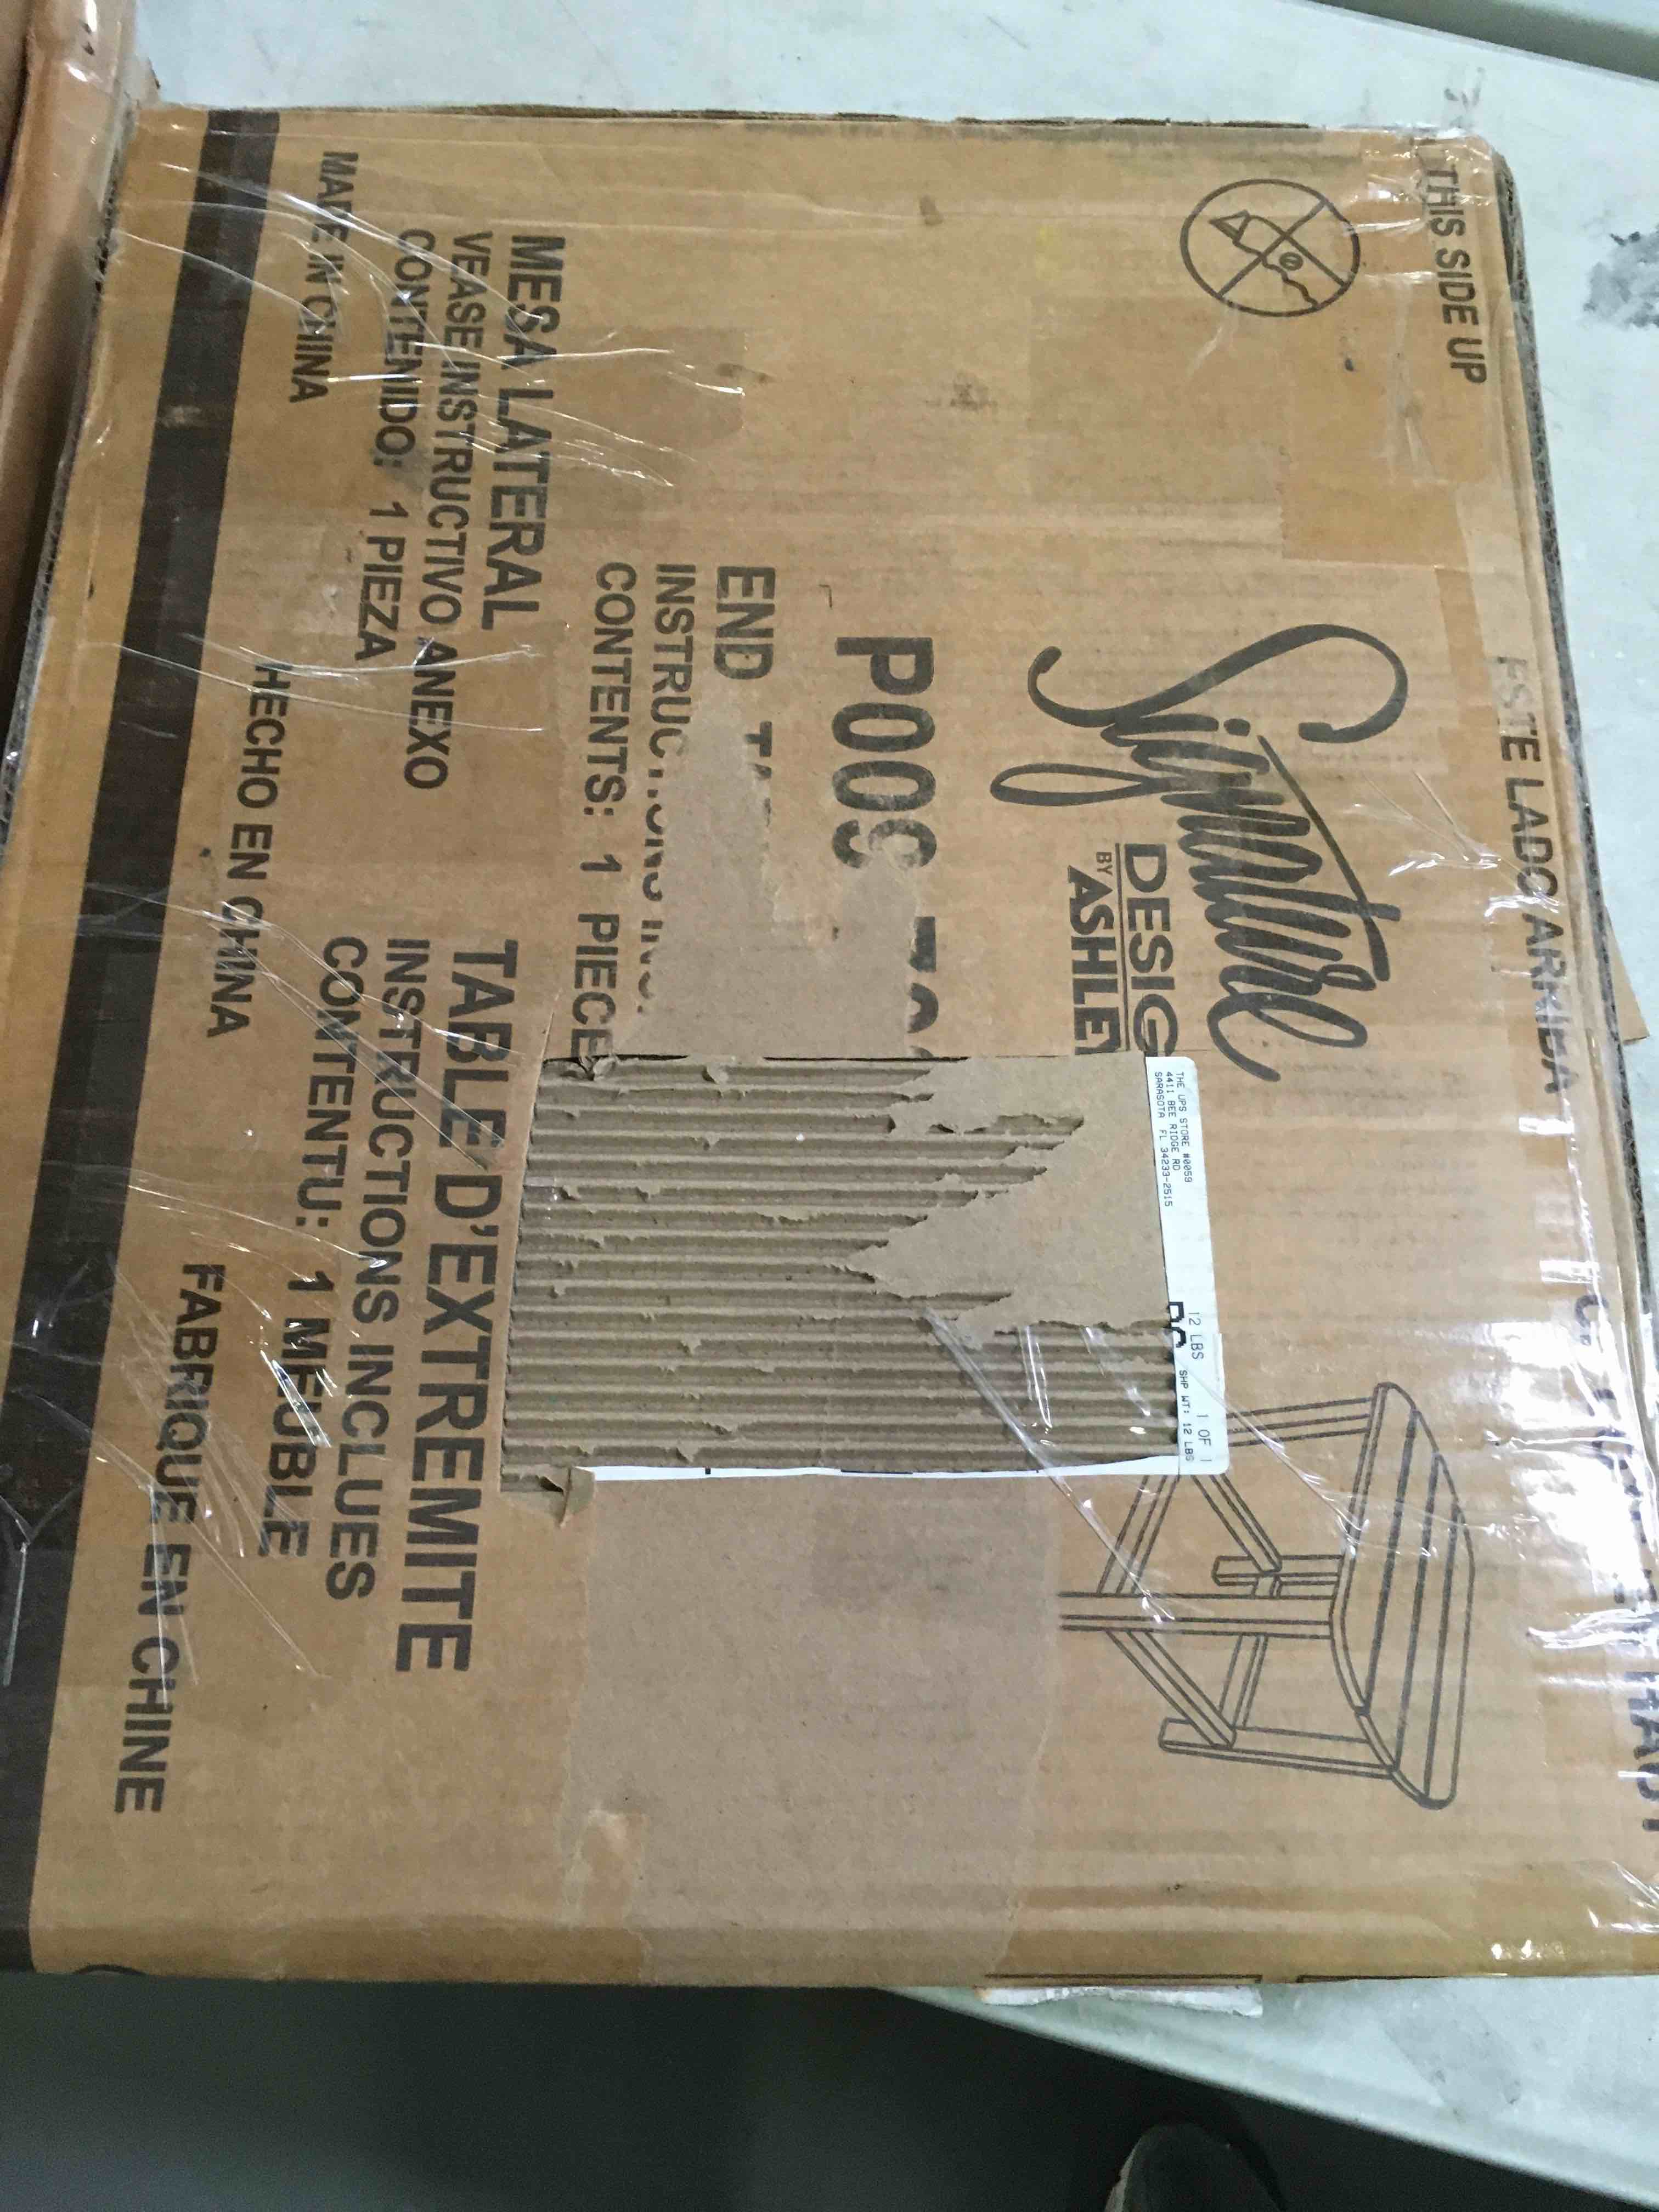 THIS SIDE UP
ESTE LADO ARRIBA
Signature
DESIG
BY ASHLEY
P00
THE UPS STORE #0059
4411 BEE RIDGE RD
SARASOTA FL 34233-2515
12 LBS 1 OF 1
SHP WT: 12 LBS
END
INSTRUC
CONTENTS: 1 PIECE
MESA LATERAL
VEASE INSTRUCTIVO ANEXO
CONTENIDO: 1 PIEZA
TABLE D'EXTREMITE
INSTRUCTIONS INCLUES
CONTENTU: 1 MEUBLE
MADE IN CHINA
HECHO EN CHINA
FABRIQUE EN CHINE